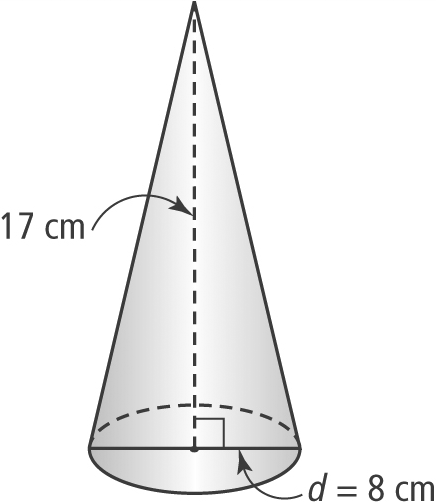 17 cm
d = 8 cm